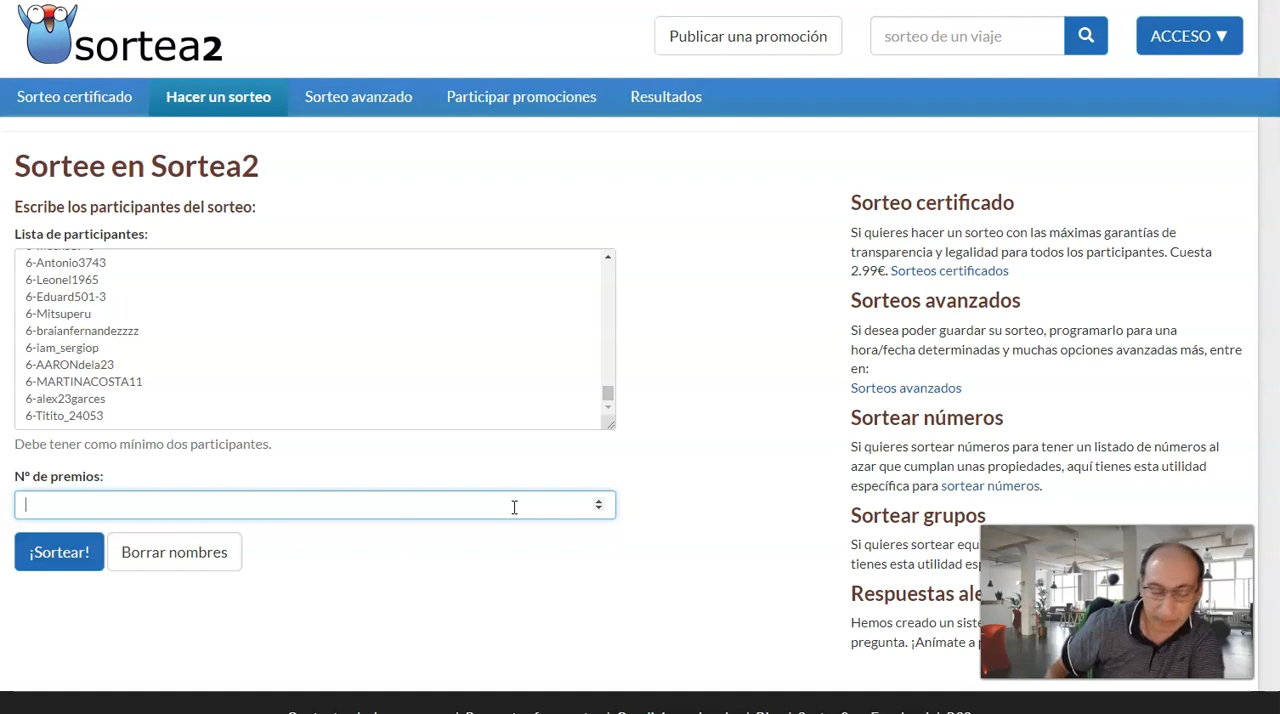 sortea2
Publicar una promoción
sorteo de un viaje
ACCESO ▼
Sorteo certificado
Hacer un sorteo
Sorteo avanzado
Participar promociones
Resultados
Sortee en Sortea2
Escribe los participantes del sorteo:
Lista de participantes:
6-Antonio3743
6-Leonel1965
6-Eduard501-3
6-Mitsuperu
6-braianfernandezzzz
6-iam_sergiop
6-AARONdela23
6-MARTINACOSTA11
6-alex23garces
6-Titito_24053
Debe tener como mínimo dos participantes.
Nº de premios:
¡Sortear!
Borrar nombres
Sorteo certificado
Si quieres hacer un sorteo con las máximas garantías de
transparencia y legalidad para todos los participantes. Cuesta
2.99€. Sorteos certificados
Sorteos avanzados
Si desea poder guardar su sorteo, programarlo para una
hora/fecha determinadas y muchas opciones avanzadas más, entre
en:
Sorteos avanzados
Sortear números
Si quieres sortear números para tener un listado de números al
azar que cumplan unas propiedades, aquí tienes esta utilidad
específica para sortear números.
Sortear grupos
Si quieres sortear
tienes esta utilidad
Respuestas
Hemos creado un
pregunta. ¡Anímate a